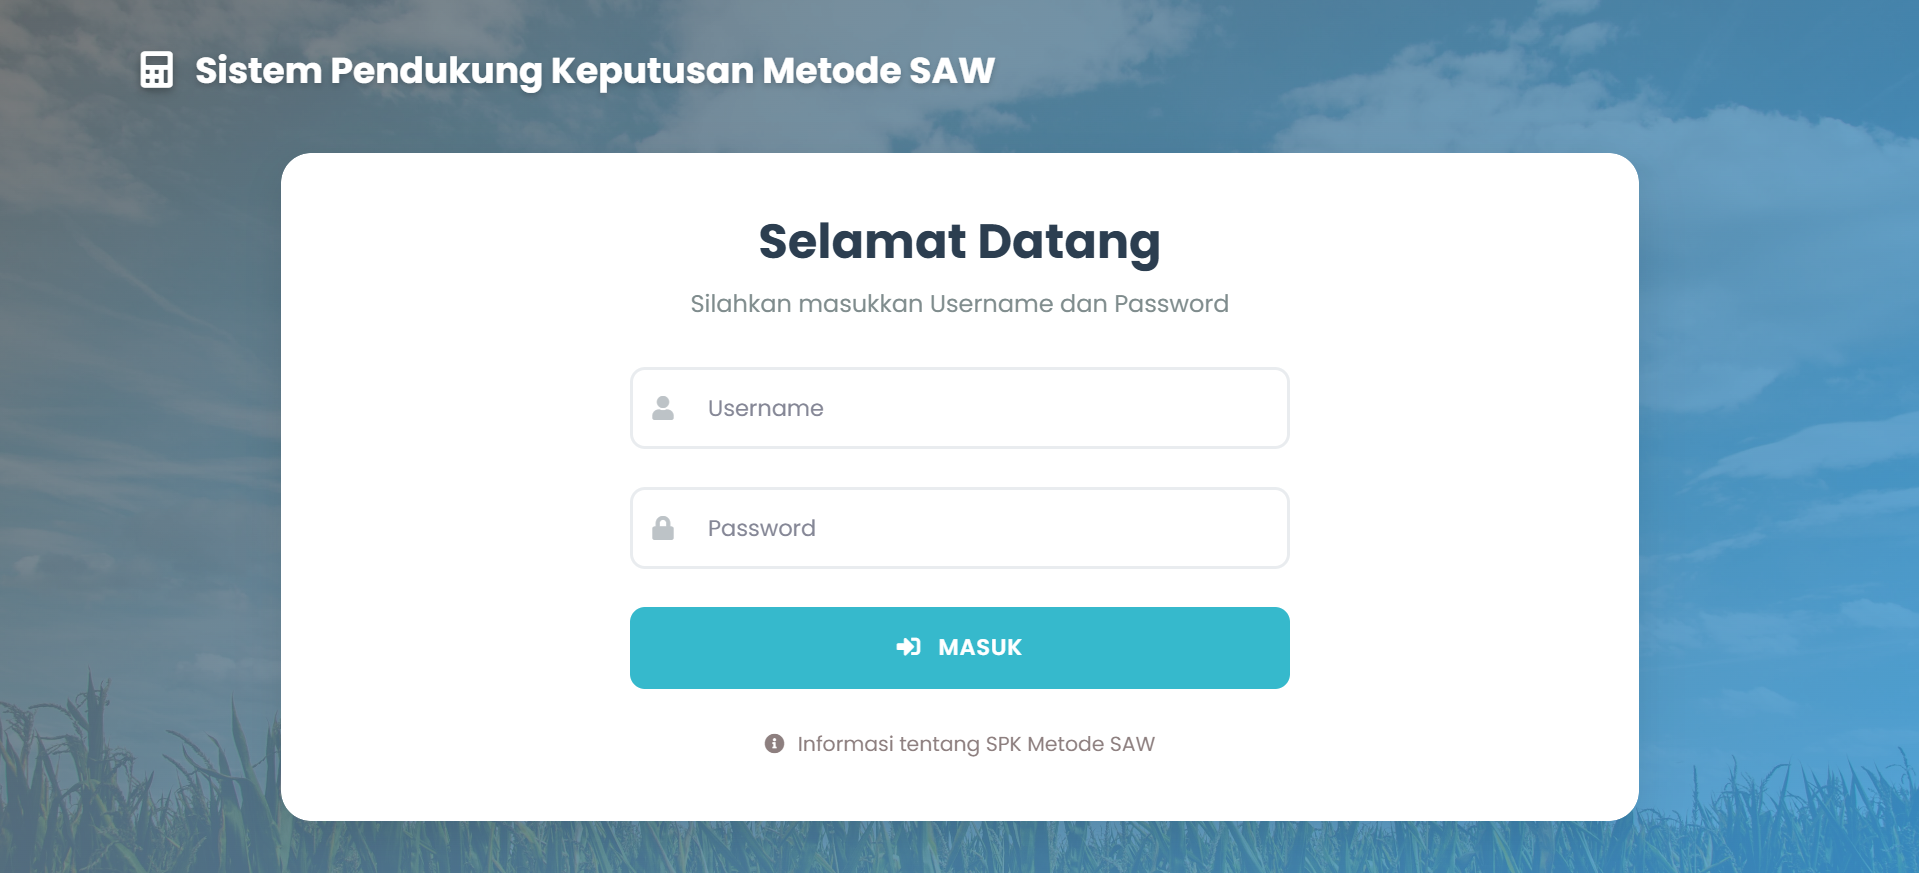 Sistem Pendukung Keputusan Metode SAW
Selamat Datang
Silahkan masukkan Username dan Password
Username
Password
MASUK
Informasi tentang SPK Metode SAW